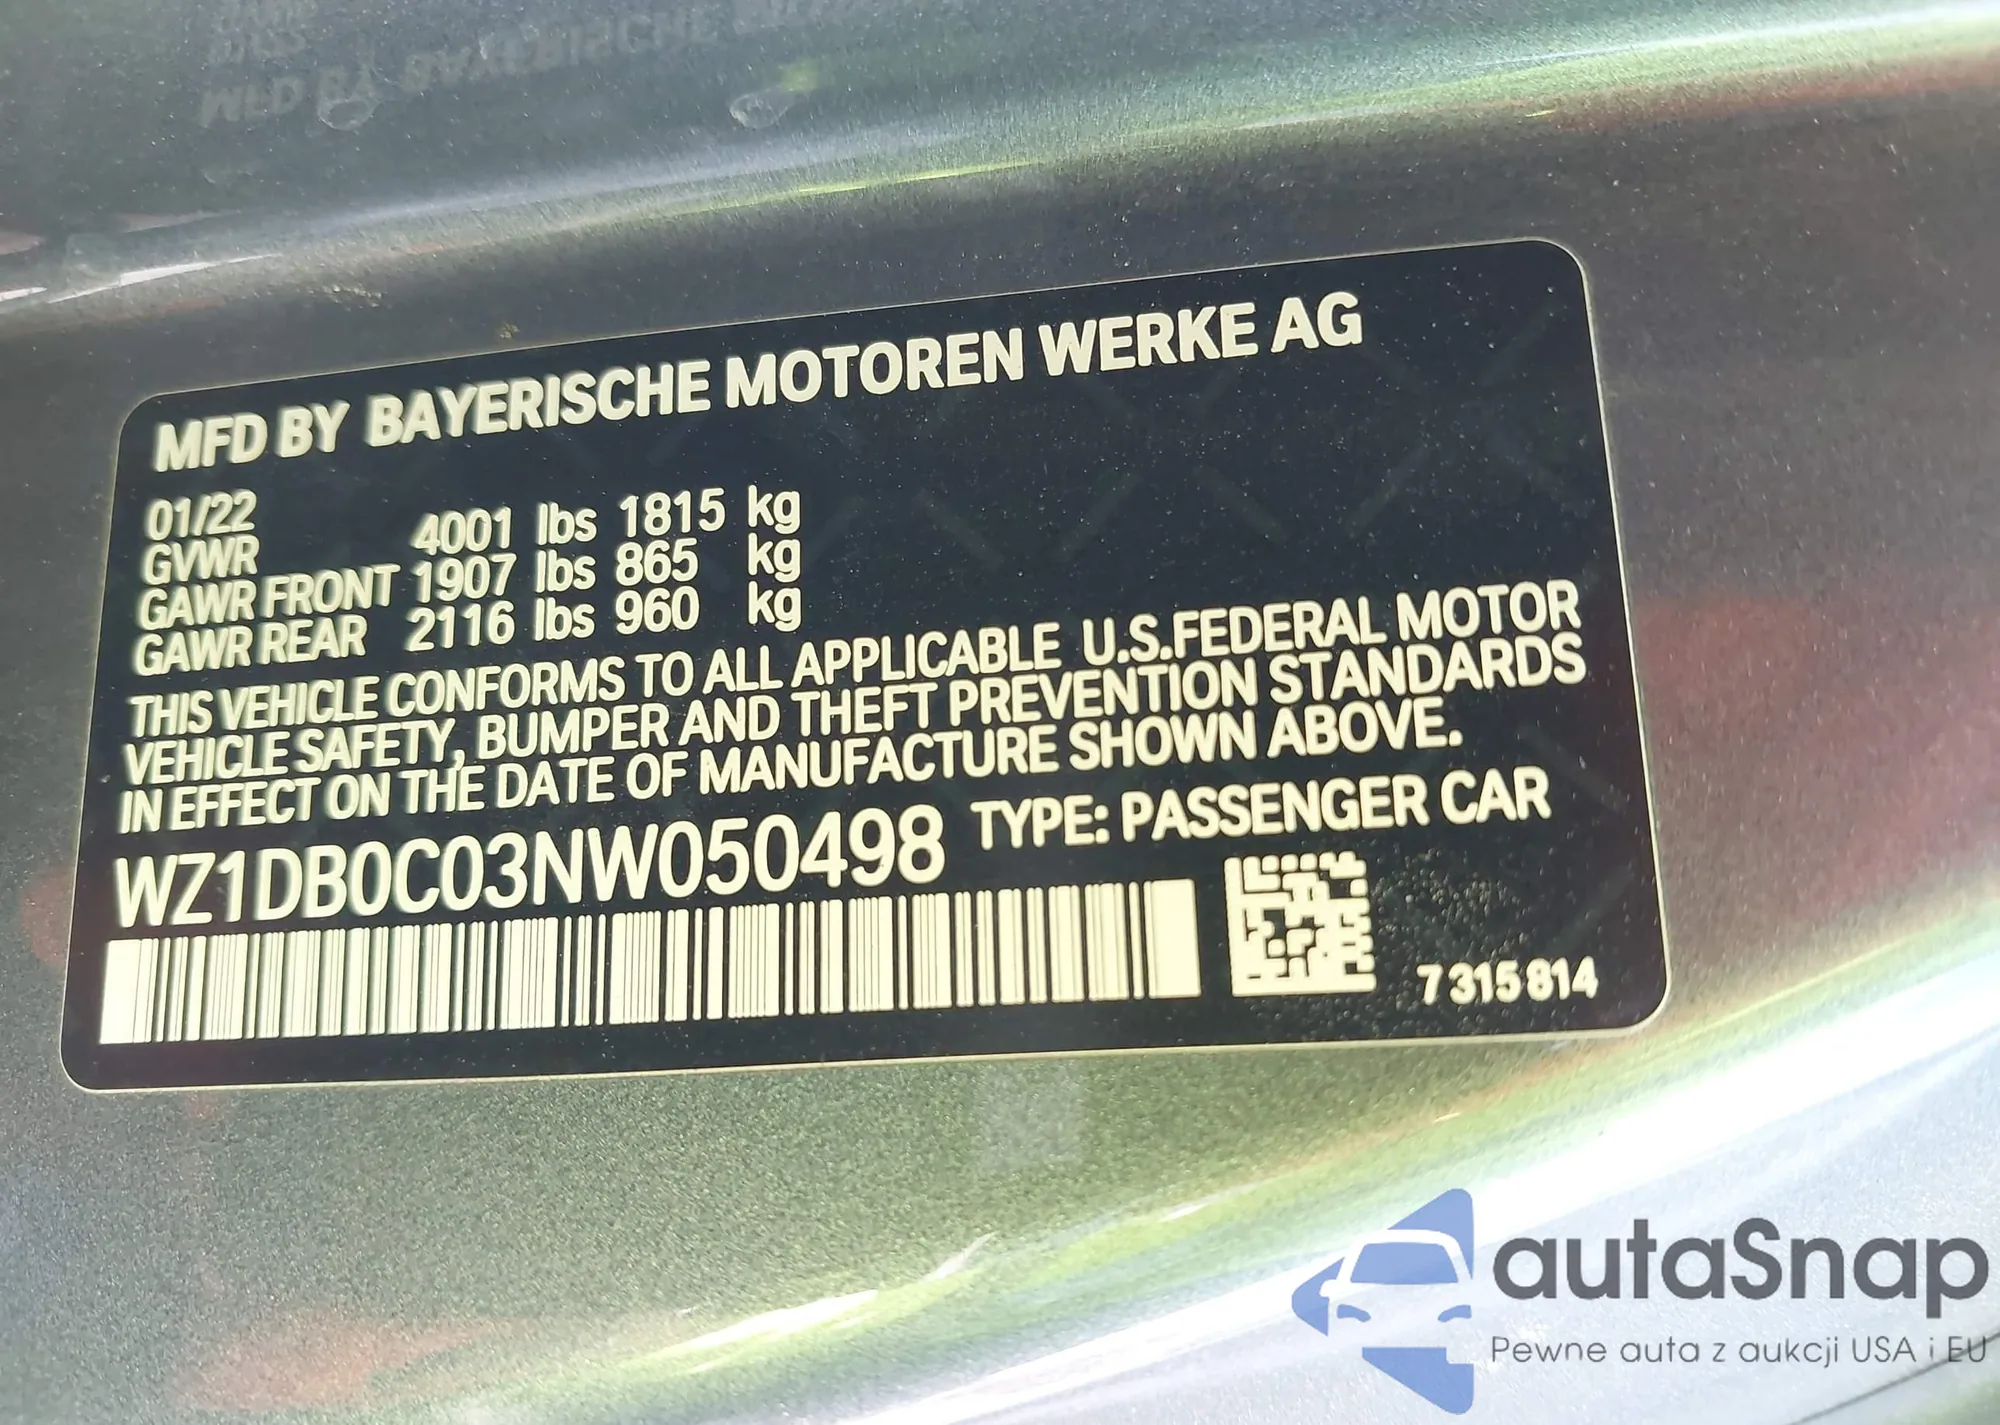 MFD BY BAYERISCHE MOTOREN WERKE AG
01/22
GVWR 4001 lbs 1815 kg
GAWR FRONT 1907 lbs 865 kg
GAWR REAR 2116 lbs 960 kg
THIS VEHICLE CONFORMS TO ALL APPLICABLE U.S.FEDERAL MOTOR
VEHICLE SAFETY, BUMPER AND THEFT PREVENTION STANDARDS
IN EFFECT ON THE DATE OF MANUFACTURE SHOWN ABOVE.
WZ1DB0C03NW050498 TYPE: PASSENGER CAR
7 315 814
autaSnap
Pewne auta z aukcji USA i EU